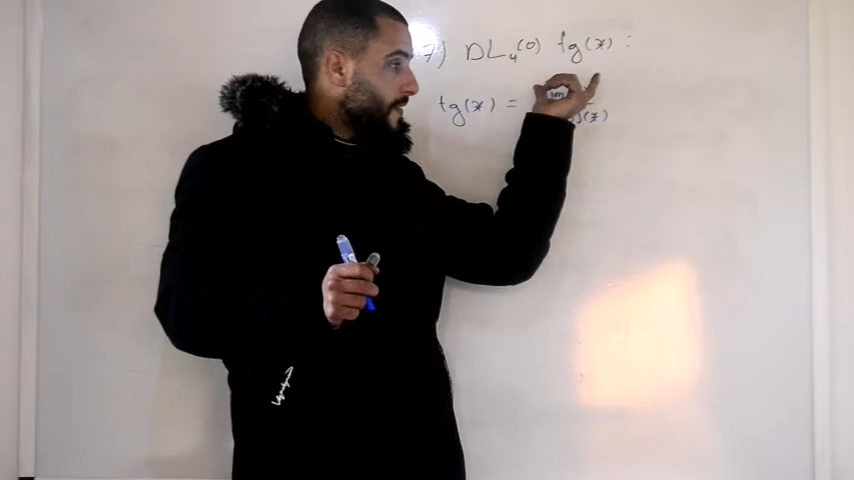 7) DL₄(0) tg(x) :
tg(x) =
(x)